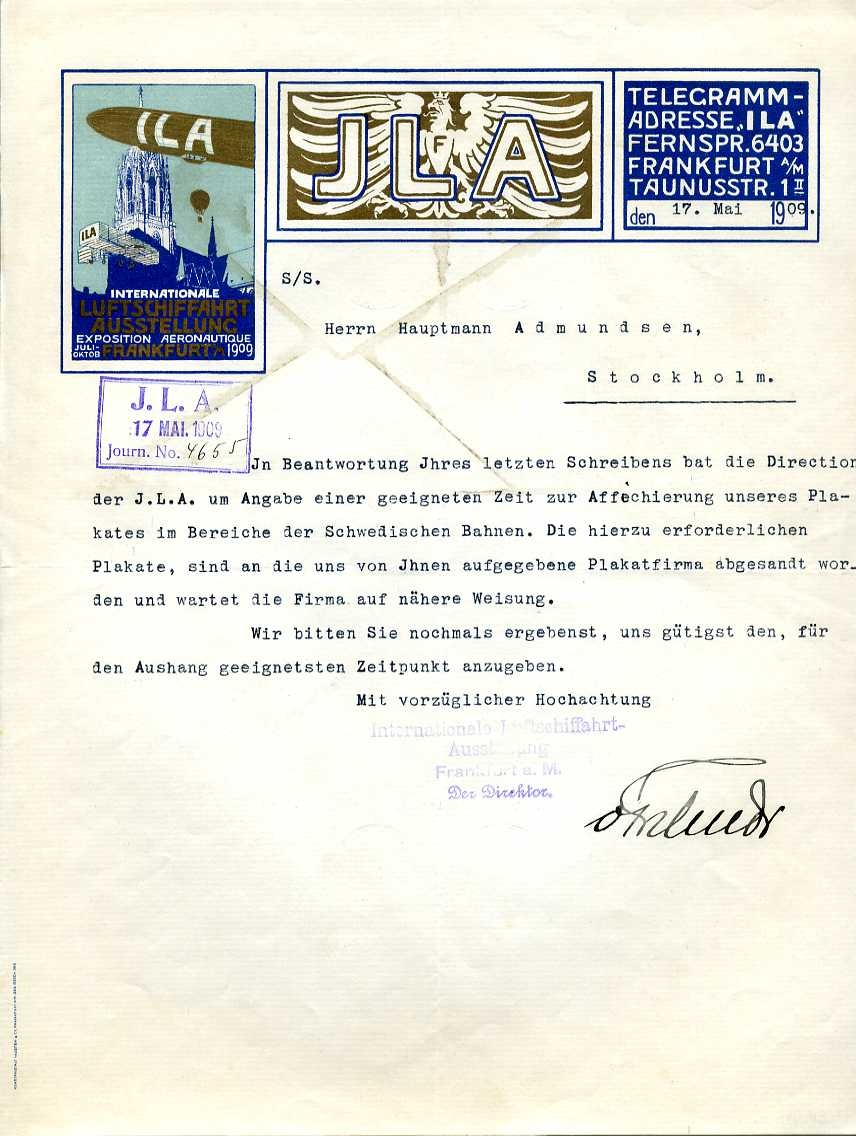 ILA
ILA
INTERNATIONALE
LUFTSCHIFFAHRT
AUSSTELLUNG
EXPOSITION AERONAUTIQUE
JULI-OKTOB FRANKFURT A/M 1909
F
JLA
TELEGRAMM-
ADRESSE „ILA"
FERNSPR. 6403
FRANKFURT A/M
TAUNUSSTR. 1 II
den 17. Mai 1909.
S/S.
Herrn Hauptmann Admundsen,
Stockholm.
J. L. A.
17 MAI. 1909
Journ. No. 4655
Jn Beantwortung Jhres letzten Schreibens bat die Direction
der J.L.A. um Angabe einer geeigneten Zeit zur Affechierung unseres Pla-
kates im Bereiche der Schwedischen Bahnen. Die hierzu erforderlichen
Plakate, sind an die uns von Jhnen aufgegebene Plakatfirma abgesandt wor-
den und wartet die Firma auf nähere Weisung.
Wir bitten Sie nochmals ergebenst, uns gütigst den, für
den Aushang geeignetsten Zeitpunkt anzugeben.
Mit vorzüglicher Hochachtung
Internationale Luftschiffahrt-
Ausstellung
Frankfurt a. M.
Der Direktor.